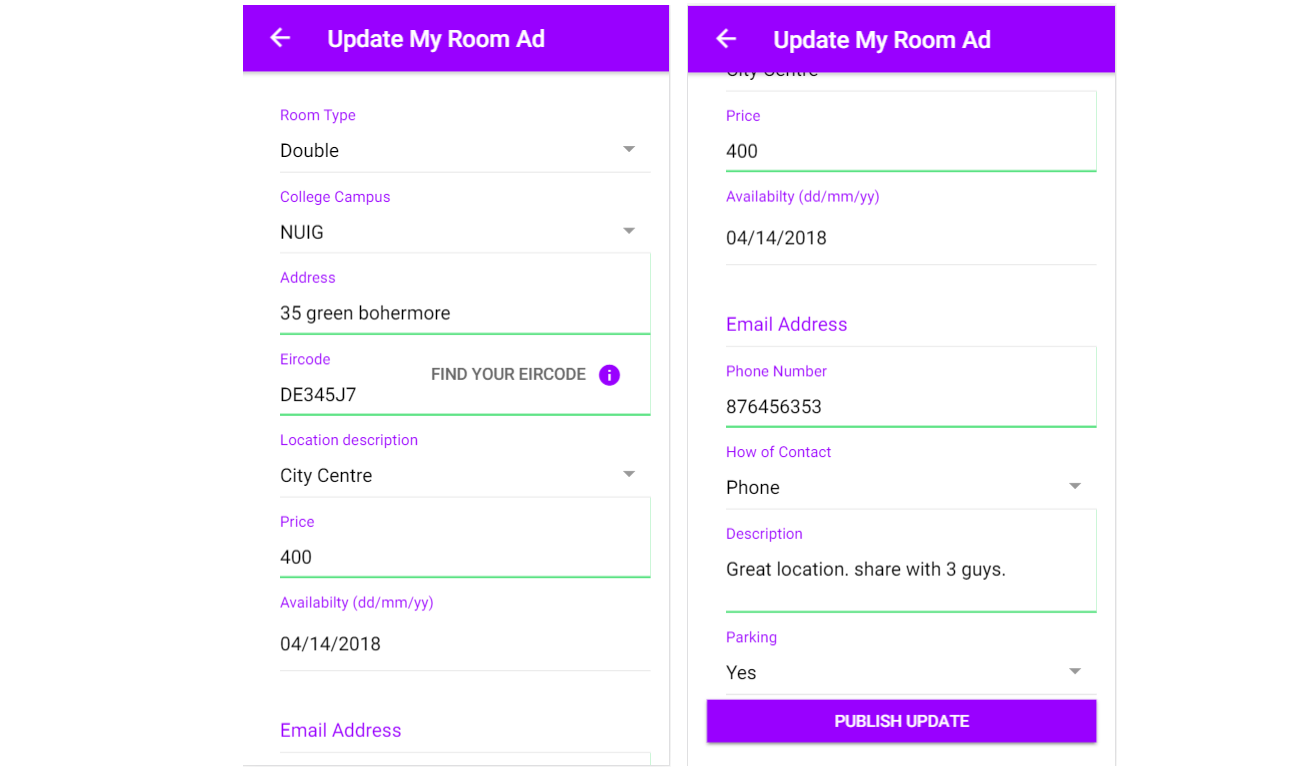 Update My Room Ad
Room Type
Double
College Campus
NUIG
Address
35 green bohermore
Eircode
FIND YOUR EIRCODE
DE345J7
Location description
City Centre
Price
400
Availabilty (dd/mm/yy)
04/14/2018
Email Address
Update My Room Ad
City Centre
Price
400
Availabilty (dd/mm/yy)
04/14/2018
Email Address
Phone Number
876456353
How of Contact
Phone
Description
Great location. share with 3 guys.
Parking
Yes
PUBLISH UPDATE